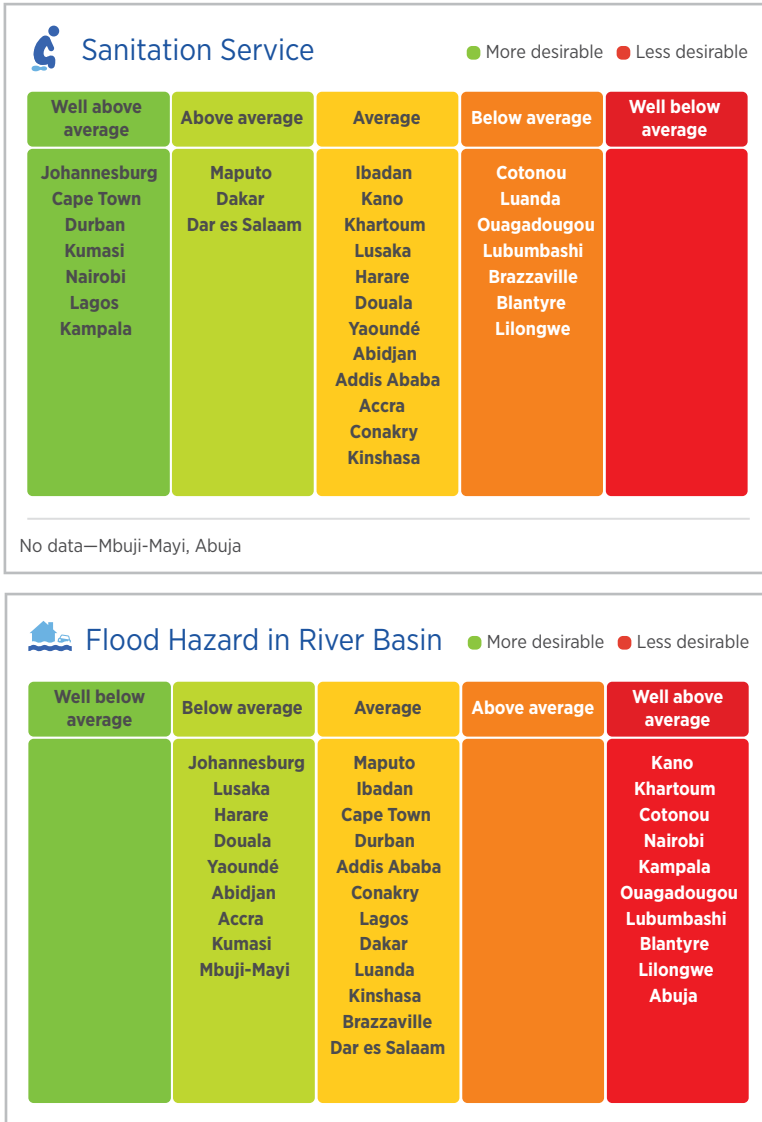 Sanitation Service
More desirable
Less desirable
Well above
average
Above average
Average
Below average
Well below
average
Johannesburg
Cape Town
Durban
Kumasi
Nairobi
Lagos
Kampala
Maputo
Dakar
Dar es Salaam
Ibadan
Kano
Khartoum
Lusaka
Harare
Douala
Yaoundé
Abidjan
Addis Ababa
Accra
Conakry
Kinshasa
Cotonou
Luanda
Ouagadougou
Lubumbashi
Brazzaville
Blantyre
Lilongwe
No data—Mbuji-Mayi, Abuja
Flood Hazard in River Basin
More desirable
Less desirable
Well below
average
Below average
Average
Above average
Well above
average
Johannesburg
Lusaka
Harare
Douala
Yaoundé
Abidjan
Accra
Kumasi
Mbuji-Mayi
Maputo
Ibadan
Cape Town
Durban
Addis Ababa
Conakry
Lagos
Dakar
Luanda
Kinshasa
Brazzaville
Dar es Salaam
Kano
Khartoum
Cotonou
Nairobi
Kampala
Ouagadougou
Lubumbashi
Blantyre
Lilongwe
Abuja